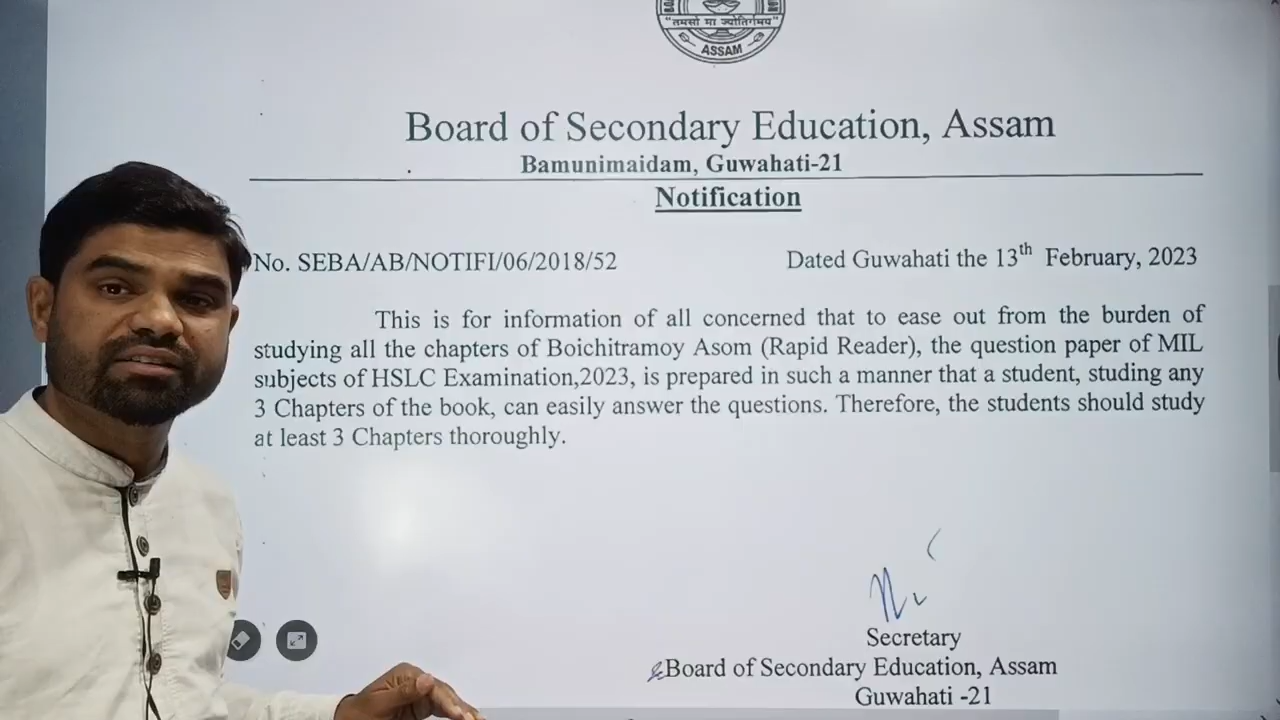 "तमसो मा ज्योतिर्गमय"
ASSAM
Board of Secondary Education, Assam
Bamunimaidam, Guwahati-21
Notification
No. SEBA/AB/NOTIFI/06/2018/52 Dated Guwahati the 13th February, 2023
This is for information of all concerned that to ease out from the burden of
studying all the chapters of Boichitramoy Asom (Rapid Reader), the question paper of MIL
subjects of HSLC Examination,2023, is prepared in such a manner that a student, studing any
3 Chapters of the book, can easily answer the questions. Therefore, the students should study
at least 3 Chapters thoroughly.
Secretary
Board of Secondary Education, Assam
Guwahati -21